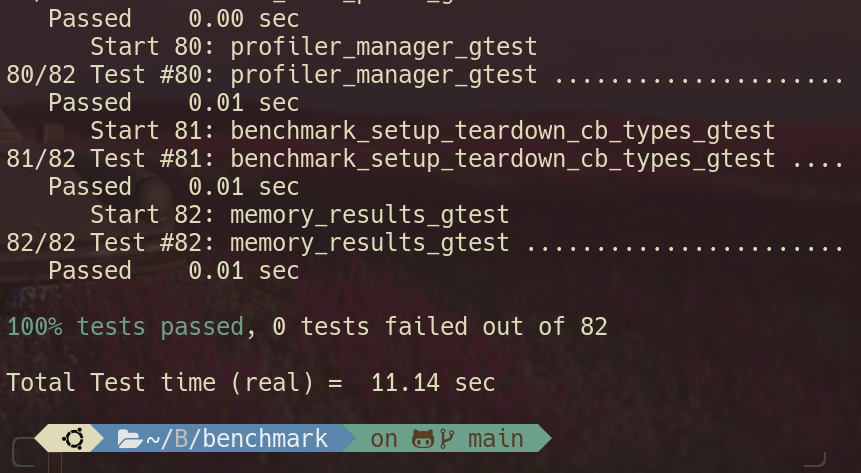 Passed    0.00 sec
Start 80: profiler_manager_gtest
80/82 Test #80: profiler_manager_gtest .....................
Passed    0.01 sec
Start 81: benchmark_setup_teardown_cb_types_gtest
81/82 Test #81: benchmark_setup_teardown_cb_types_gtest ....
Passed    0.01 sec
Start 82: memory_results_gtest
82/82 Test #82: memory_results_gtest .......................
Passed    0.01 sec
100% tests passed, 0 tests failed out of 82
Total Test time (real) =  11.14 sec
~/B/benchmark on main